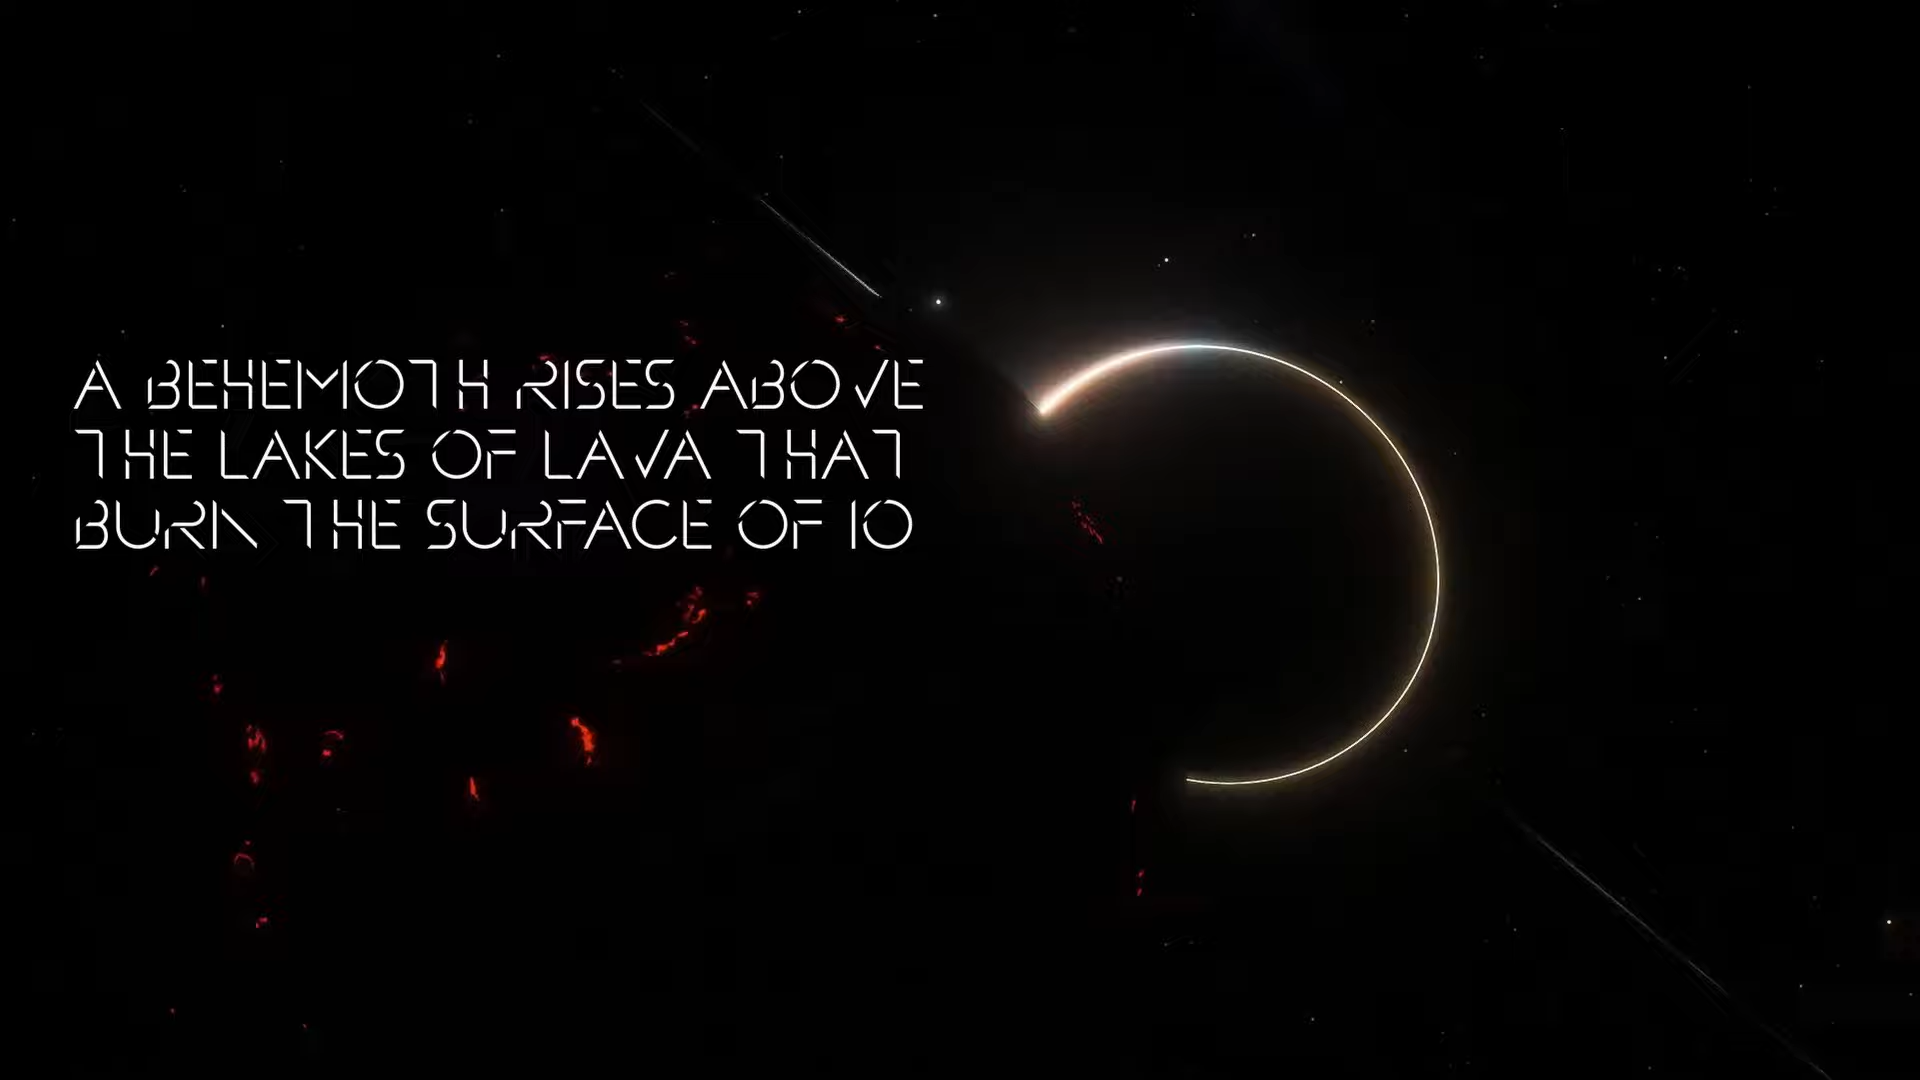 A BEHEMOTH RISES ABOVE
THE LAKES OF LAVA THAT
BURN THE SURFACE OF IO